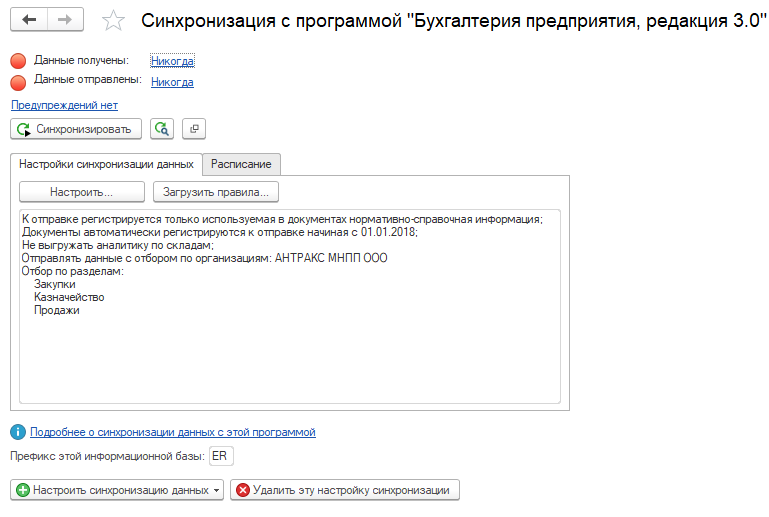 Синхронизация с программой "Бухгалтерия предприятия, редакция 3.0"
Данные получены: Никогда
Данные отправлены: Никогда
Предупреждений нет
Синхронизировать
Настройки синхронизации данных Расписание
Настроить... Загрузить правила...
К отправке регистрируется только используемая в документах нормативно-справочная информация;
Документы автоматически регистрируются к отправке начиная с 01.01.2018;
Не выгружать аналитику по складам;
Отправлять данные с отбором по организациям: АНТРАКС МНПП ООО
Отбор по разделам:
Закупки
Казначейство
Продажи
Подробнее о синхронизации данных с этой программой
Префикс этой информационной базы: ER
Настроить синхронизацию данных Удалить эту настройку синхронизации